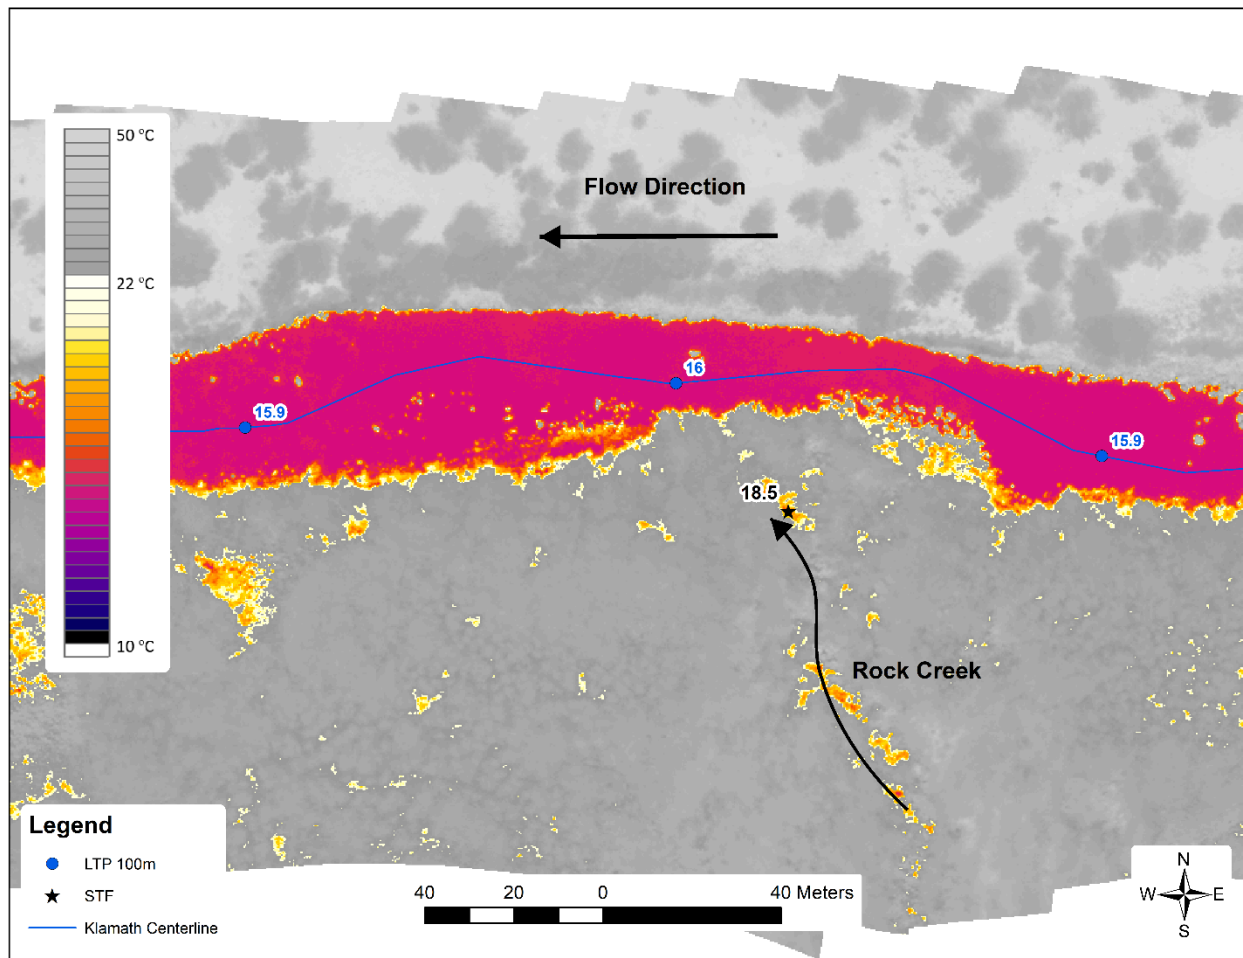 50 °C
22 °C
10 °C
Flow Direction
16
15.9
15.9
18.5
Rock Creek
Legend
LTP 100m
STF
Klamath Centerline
40 20 0 40 Meters
N
W E
S